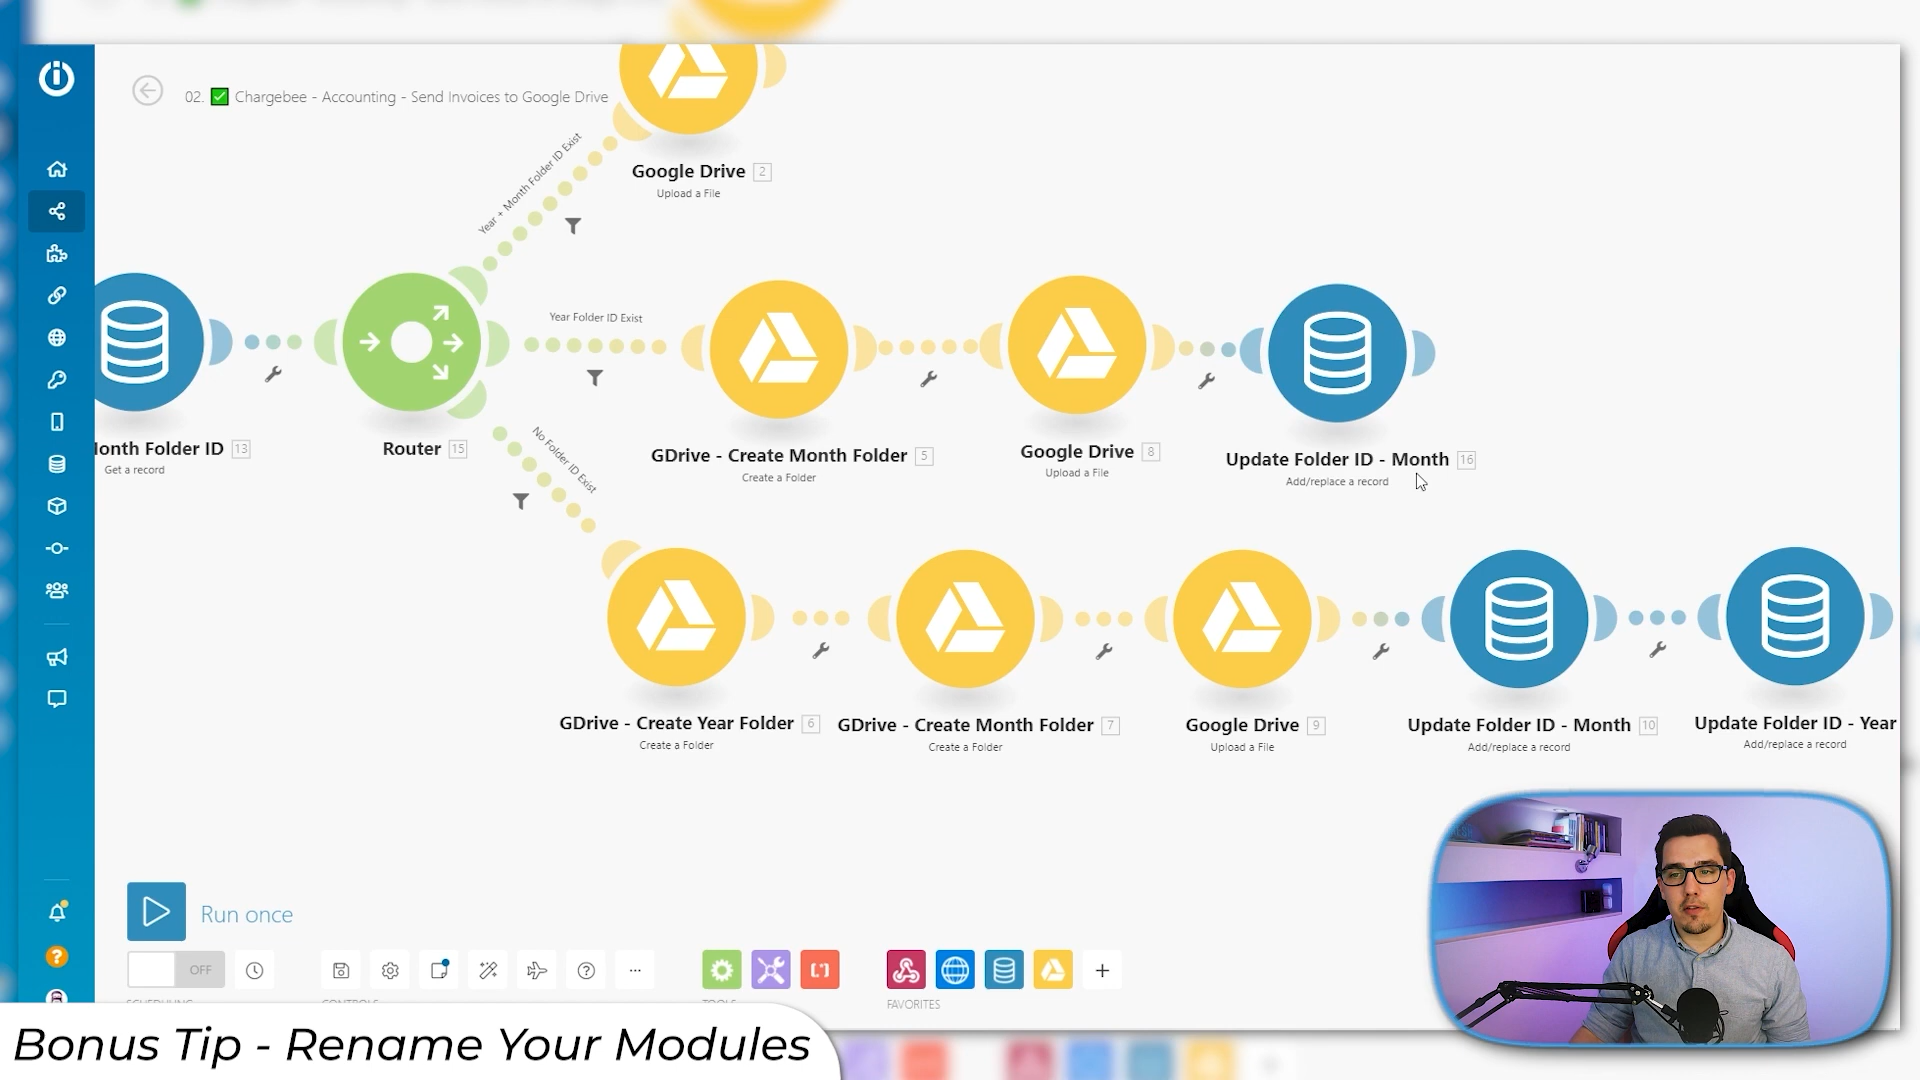 02. ✅ Chargebee - Accounting - Send Invoices to Google Drive
Google Drive 2
Upload a File
Year + Month Folder ID Exist
Year Folder ID Exist
No Folder ID Exist
onth Folder ID 13
Get a record
Router 15
GDrive - Create Month Folder 5
Create a Folder
Google Drive 8
Upload a File
Update Folder ID - Month 16
Add/replace a record
GDrive - Create Year Folder 6
Create a Folder
GDrive - Create Month Folder 7
Create a Folder
Google Drive 9
Upload a File
Update Folder ID - Month 10
Add/replace a record
Update Folder ID - Year
Add/replace a record
Run once
OFF
SCHEDULING
CONTROLS
TOOLS
FAVORITES
Bonus Tip - Rename Your Modules